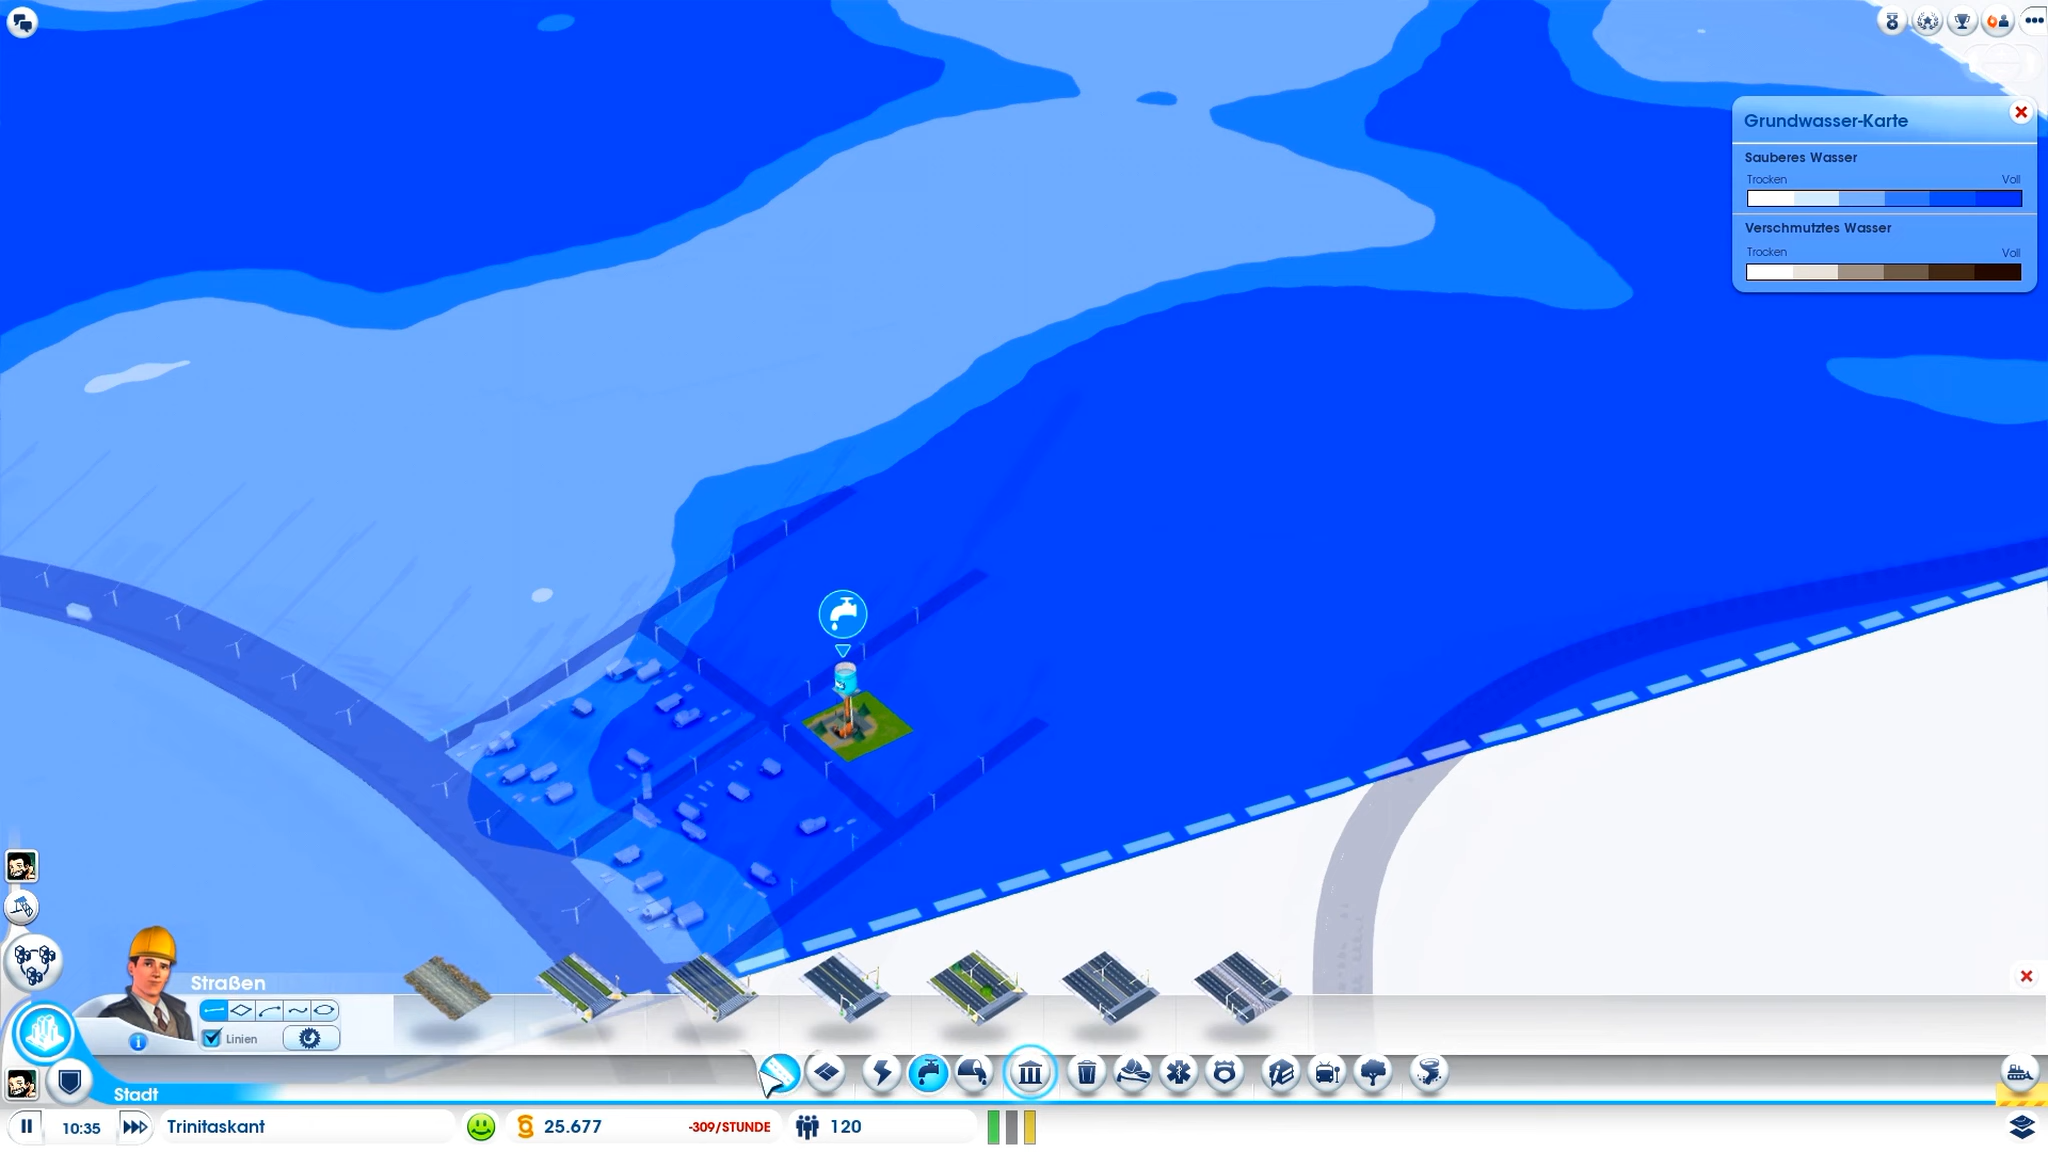 Grundwasser-Karte
Sauberes Wasser
Trocken Voll
Verschmutztes Wasser
Trocken Voll
Straßen
Linien
Stadt
10:35 Trinitaskant 25.677 -309/STUNDE 120